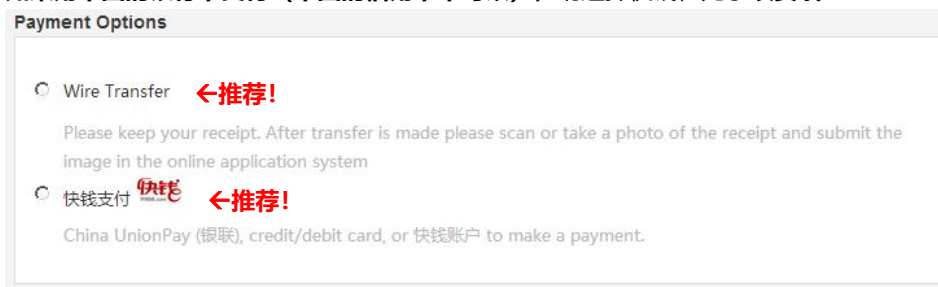 Payment Options
Wire Transfer ←推荐！
Please keep your receipt. After transfer is made please scan or take a photo of the receipt and submit the
image in the online application system
快钱支付 快钱 ←推荐！
China UnionPay (银联), credit/debit card, or 快钱账户 to make a payment.